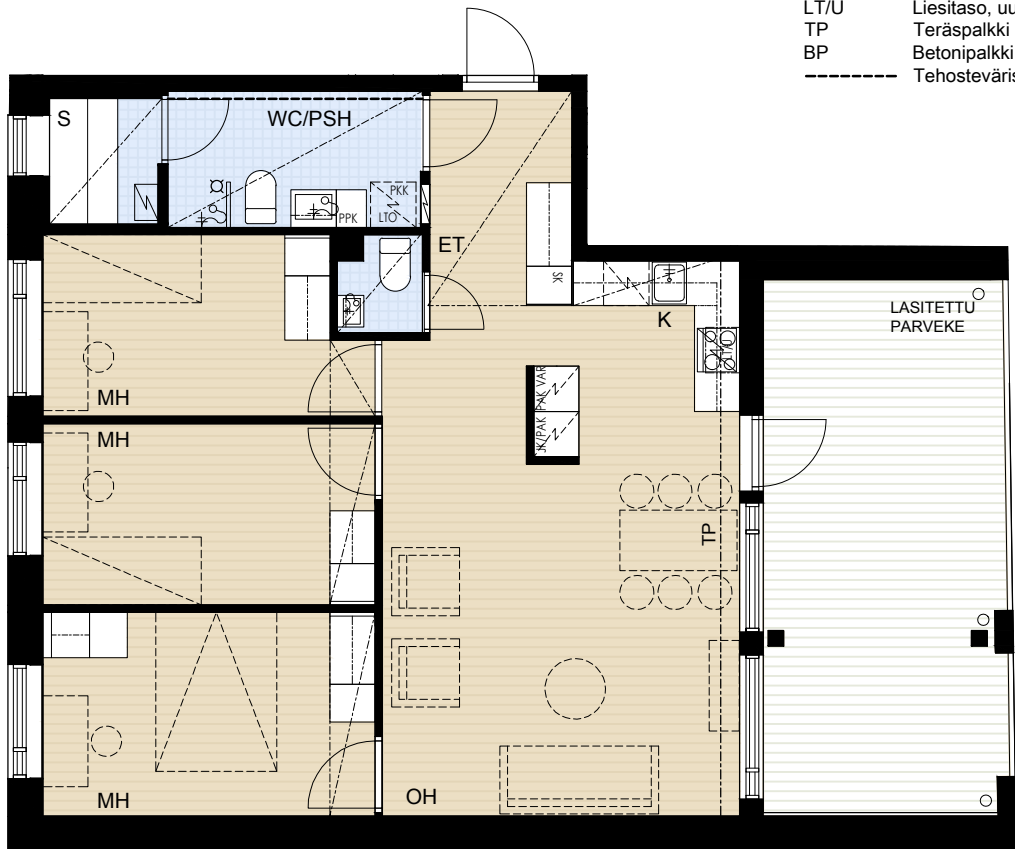 LT/U Liesitaso, uu
TP Teräspalkki
BP Betonipalkki
Tehosteväris
S
WC/PSH
PKK
PPK
LTO
ET
SK
K
LASITETTU
PARVEKE
LT/U
MH
JK/PAK PAK VAR
MH
TP
MH
OH